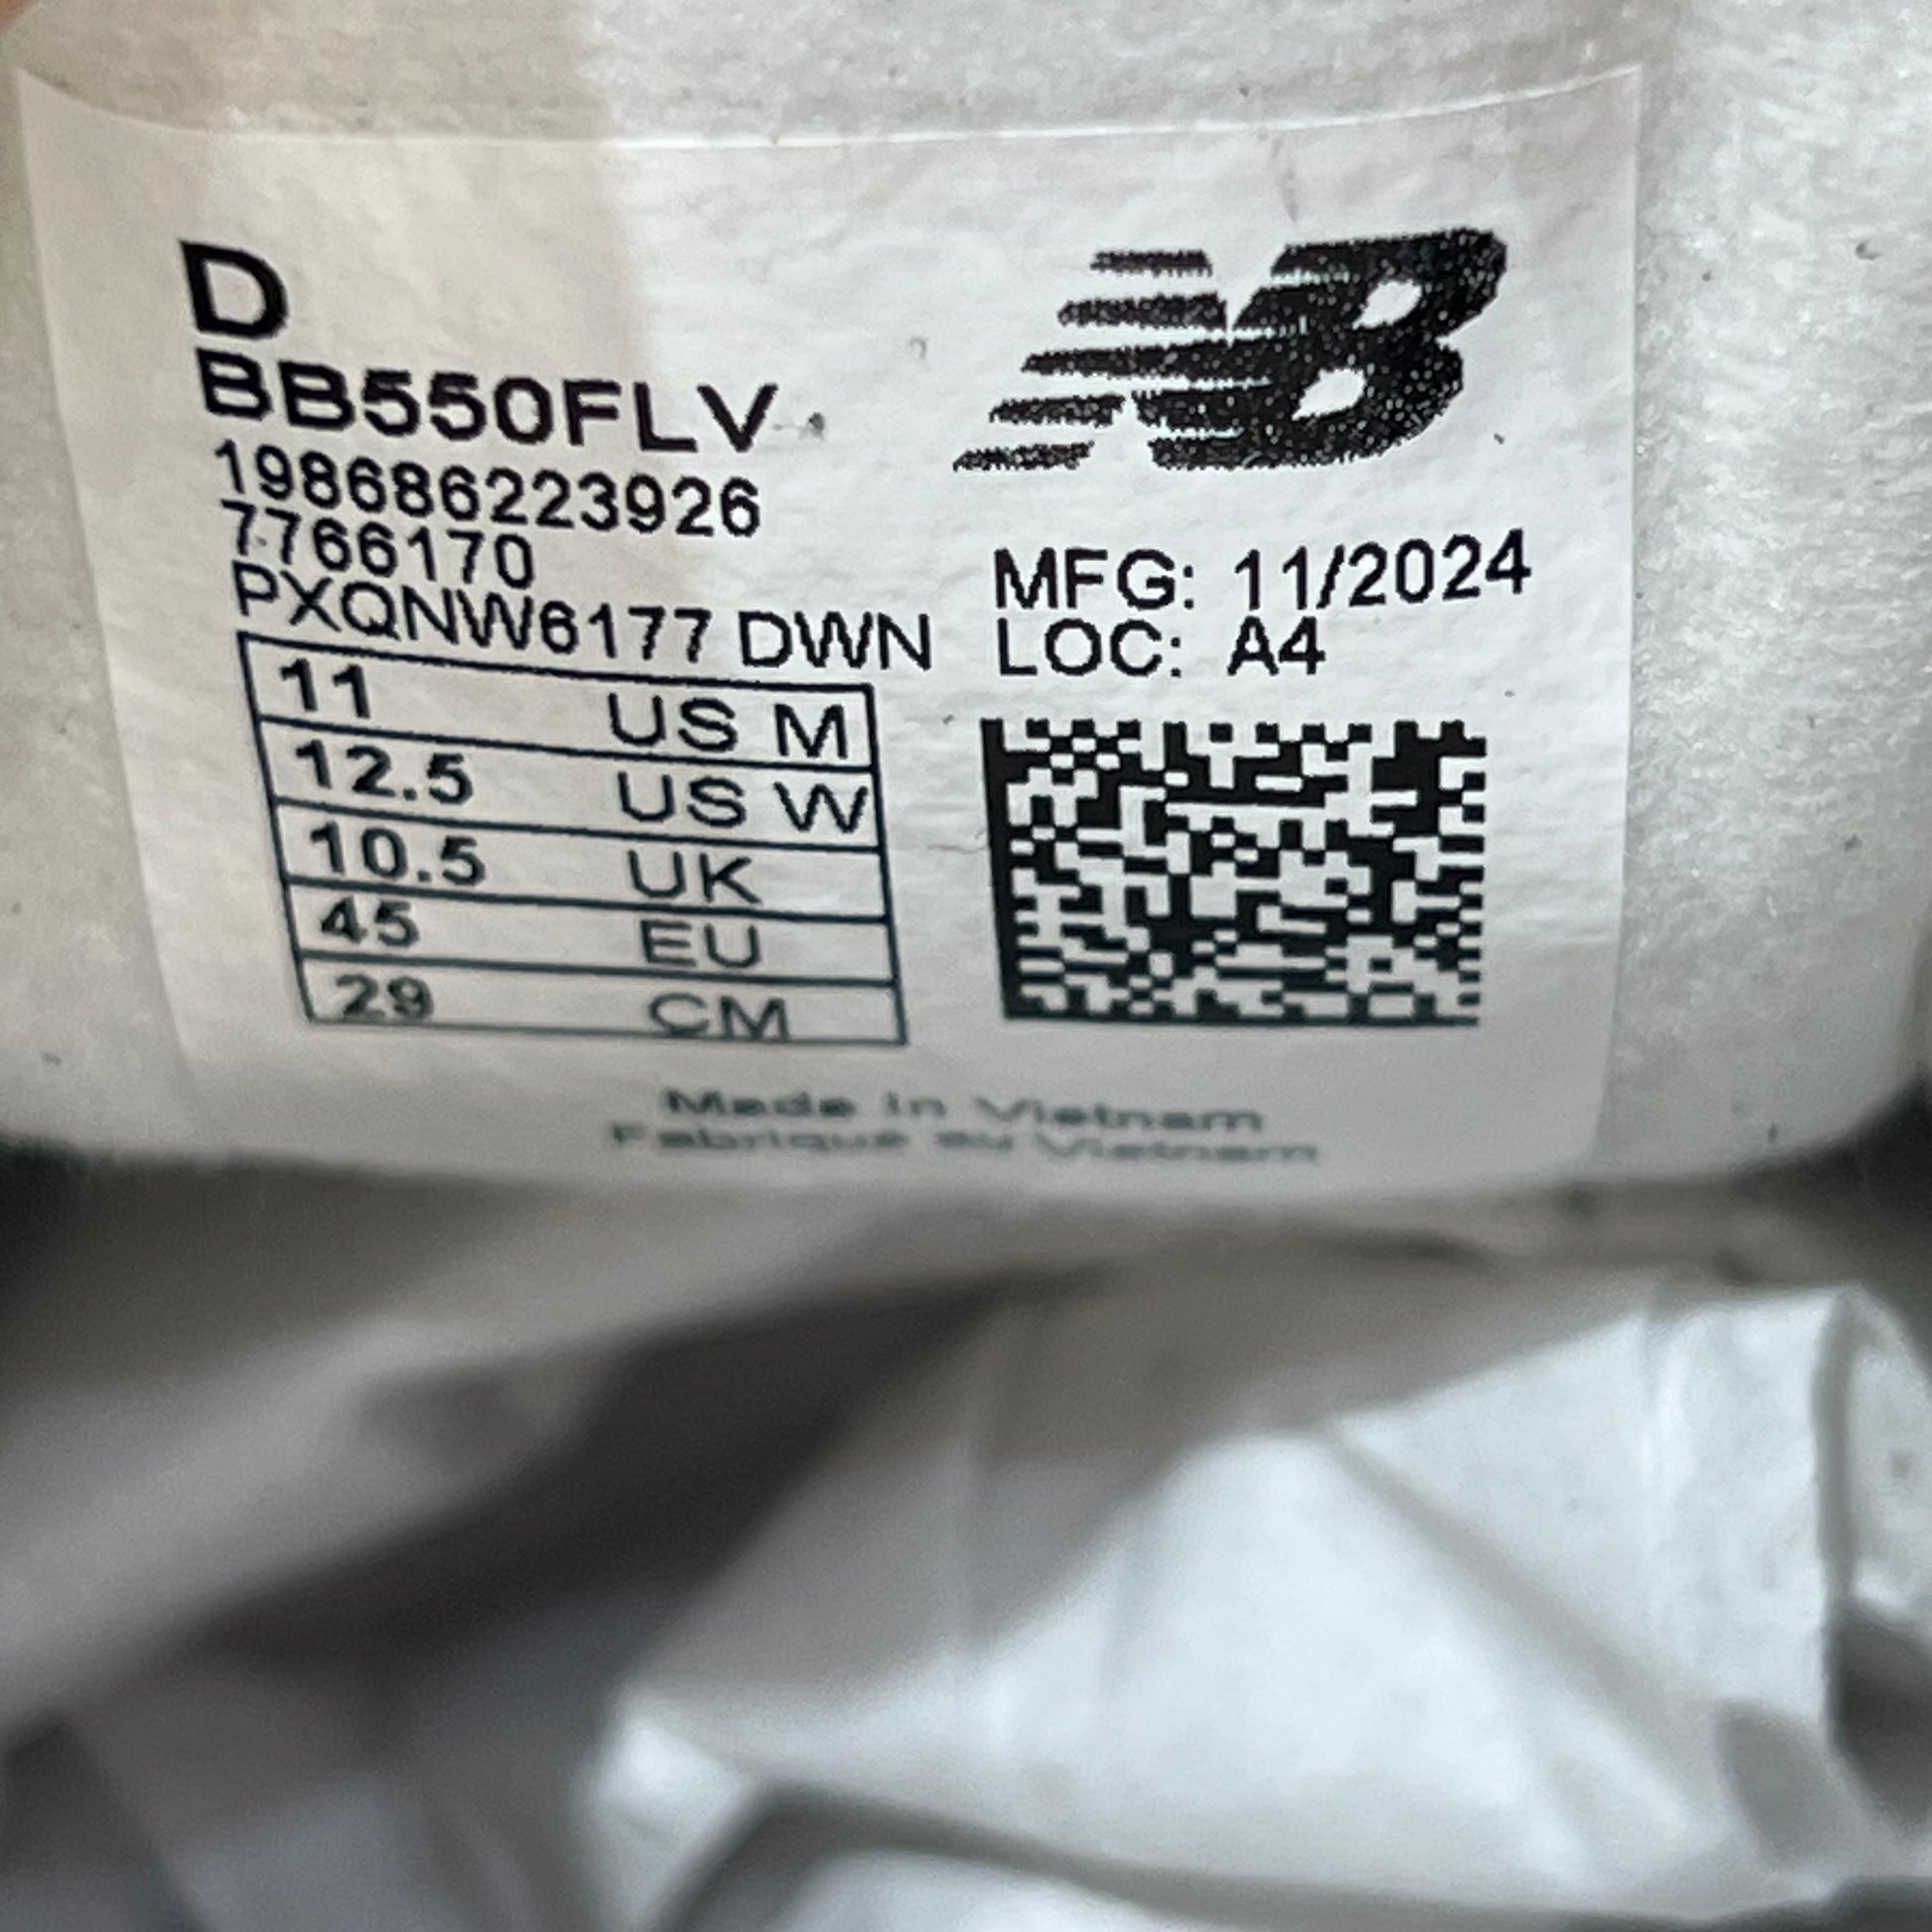 D
BB550FLV
NB
198686223926
7766170
PXQNW6177 DWN
MFG: 11/2024
LOC: A4
11 US M
12.5 US W
10.5 UK
45 EU
29 CM
Made in Vietnam
Fabriqué au Vietnam